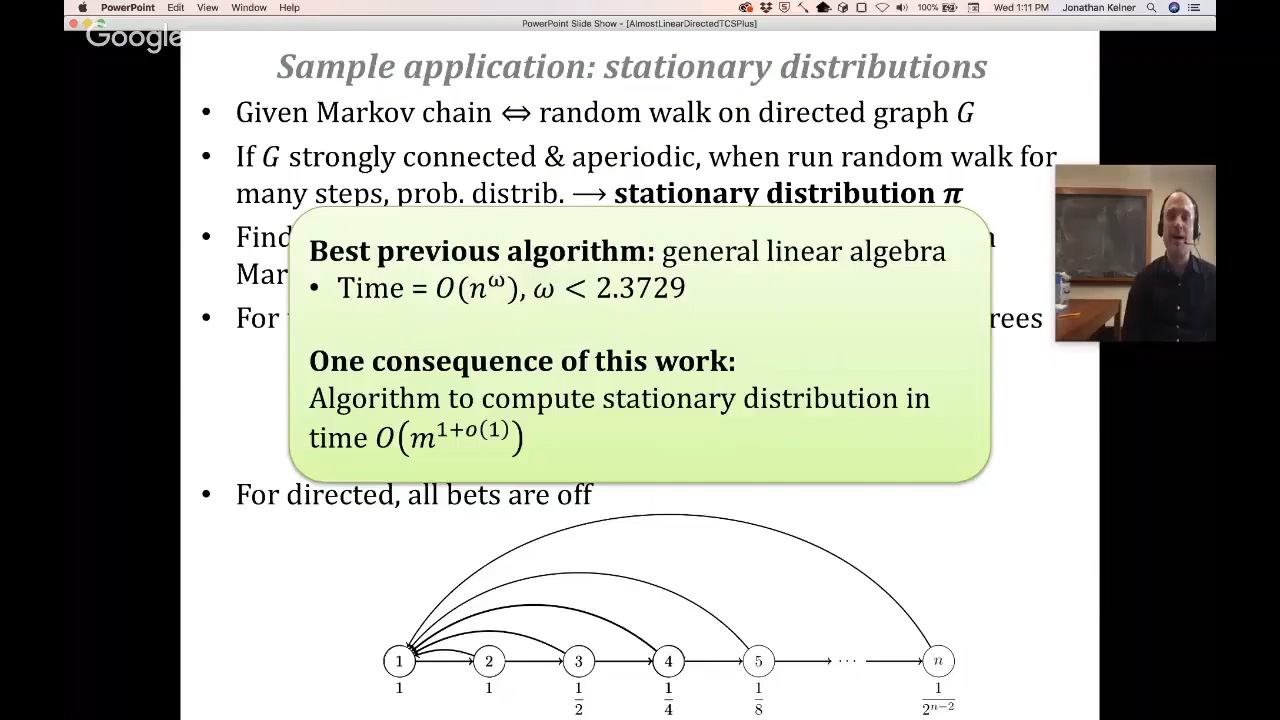 PowerPoint Edit View Window Help 100% Wed 1:11 PM Jonathan Kelner
PowerPoint Slide Show - [AlmostLinearDirectedTCSPlus]
Google
Sample application: stationary distributions
• Given Markov chain ⇔ random walk on directed graph G
• If G strongly connected & aperiodic, when run random walk for
many steps, prob. distrib. ⟶ stationary distribution π
• Find
Mar
• For rees
Best previous algorithm: general linear algebra
• Time = O(n^ω), ω < 2.3729
One consequence of this work:
Algorithm to compute stationary distribution in
time O(m^{1+o(1)})
• For directed, all bets are off
1 2 3 4 5 ⋯ n
1 1 1/2 1/4 1/8 1/2^{n−2}